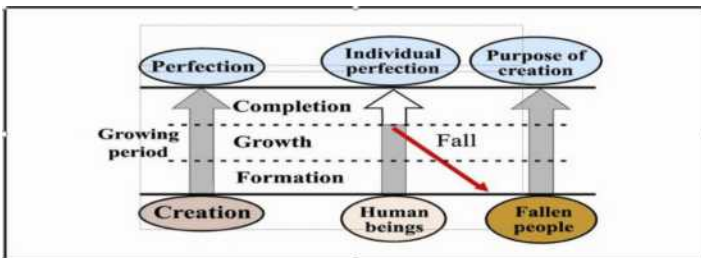 Perfection
Individual
perfection
Purpose of
creation
Completion
Growing
period
Growth
Fall
Formation
Creation
Human
beings
Fallen
people